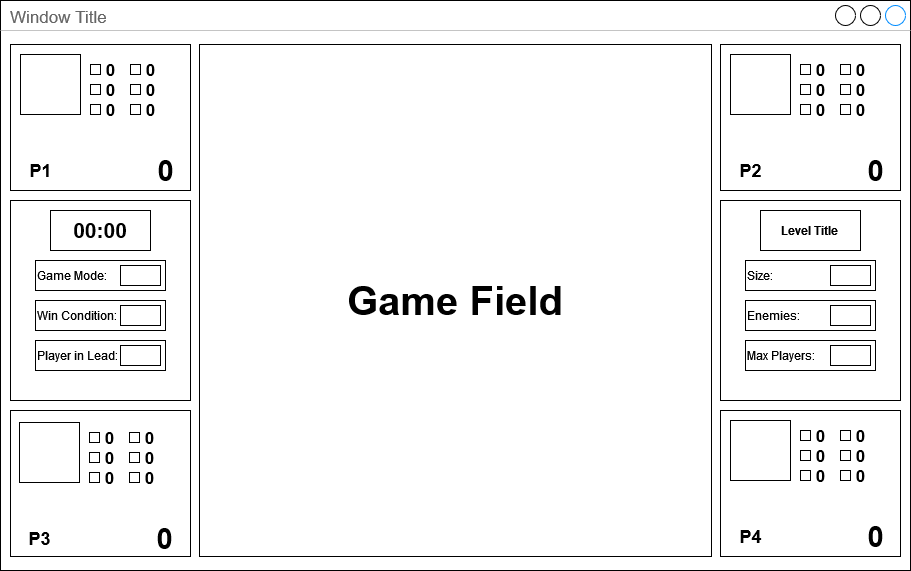 Window Title
0 0
0 0
0 0
P1 0
00:00
Game Mode:
Win Condition:
Player in Lead:
0 0
0 0
0 0
P3 0
Game Field
0 0
0 0
0 0
P2 0
Level Title
Size:
Enemies:
Max Players:
0 0
0 0
0 0
P4 0